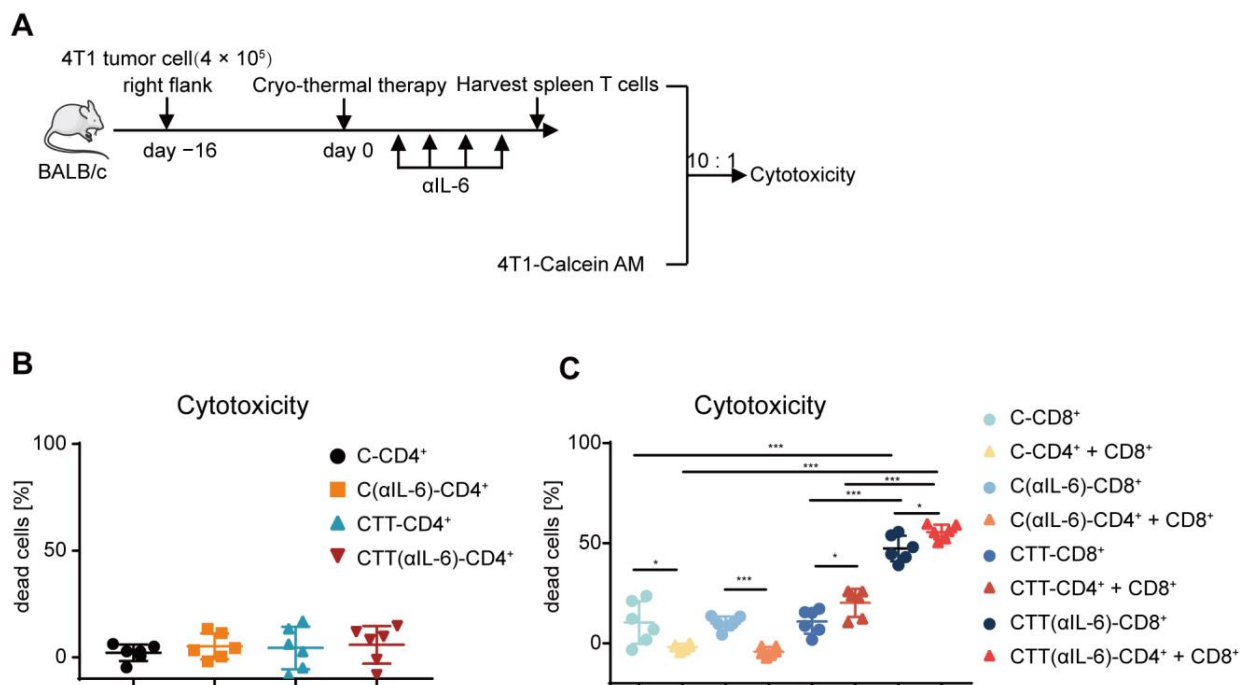 A
4T1 tumor cell(4 × 10⁵)
right flank
Cryo-thermal therapy
Harvest spleen T cells
BALB/c
day −16
day 0
αIL-6
10 : 1
Cytotoxicity
4T1-Calcein AM
B
Cytotoxicity
dead cells [%]
100
50
0
C-CD4⁺
C(αIL-6)-CD4⁺
CTT-CD4⁺
CTT(αIL-6)-CD4⁺
C
Cytotoxicity
dead cells [%]
100
50
0
***
***
***
***
*
*
***
*
C-CD8⁺
C-CD4⁺ + CD8⁺
C(αIL-6)-CD8⁺
C(αIL-6)-CD4⁺ + CD8⁺
CTT-CD8⁺
CTT-CD4⁺ + CD8⁺
CTT(αIL-6)-CD8⁺
CTT(αIL-6)-CD4⁺ + CD8⁺